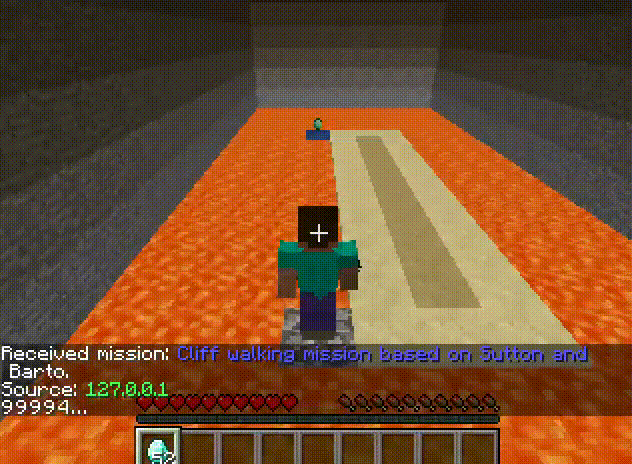 Received mission: Cliff walking mission based on Sutton and
Barto.
Source: 127.0.0.1
99994...